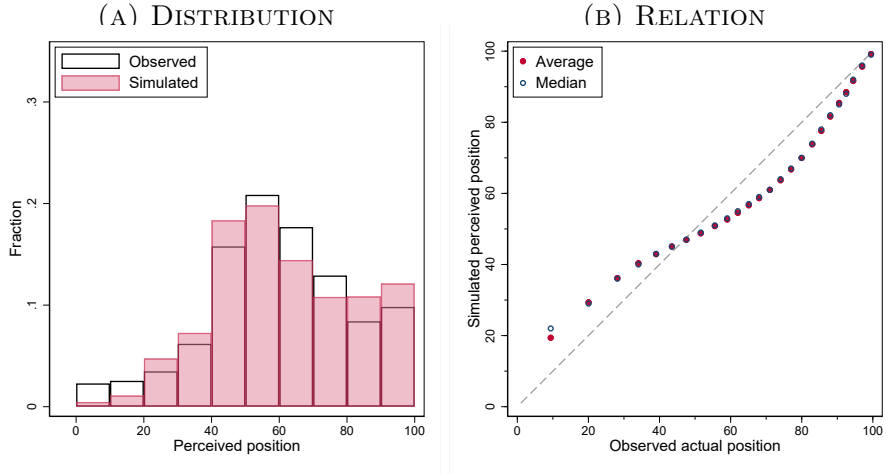 (A) DISTRIBUTION
Observed
Simulated
.3
.2
.1
0
Fraction
0 20 40 60 80 100
Perceived position
(B) RELATION
Average
Median
100
80
60
40
20
0
Simulated perceived position
0 20 40 60 80 100
Observed actual position